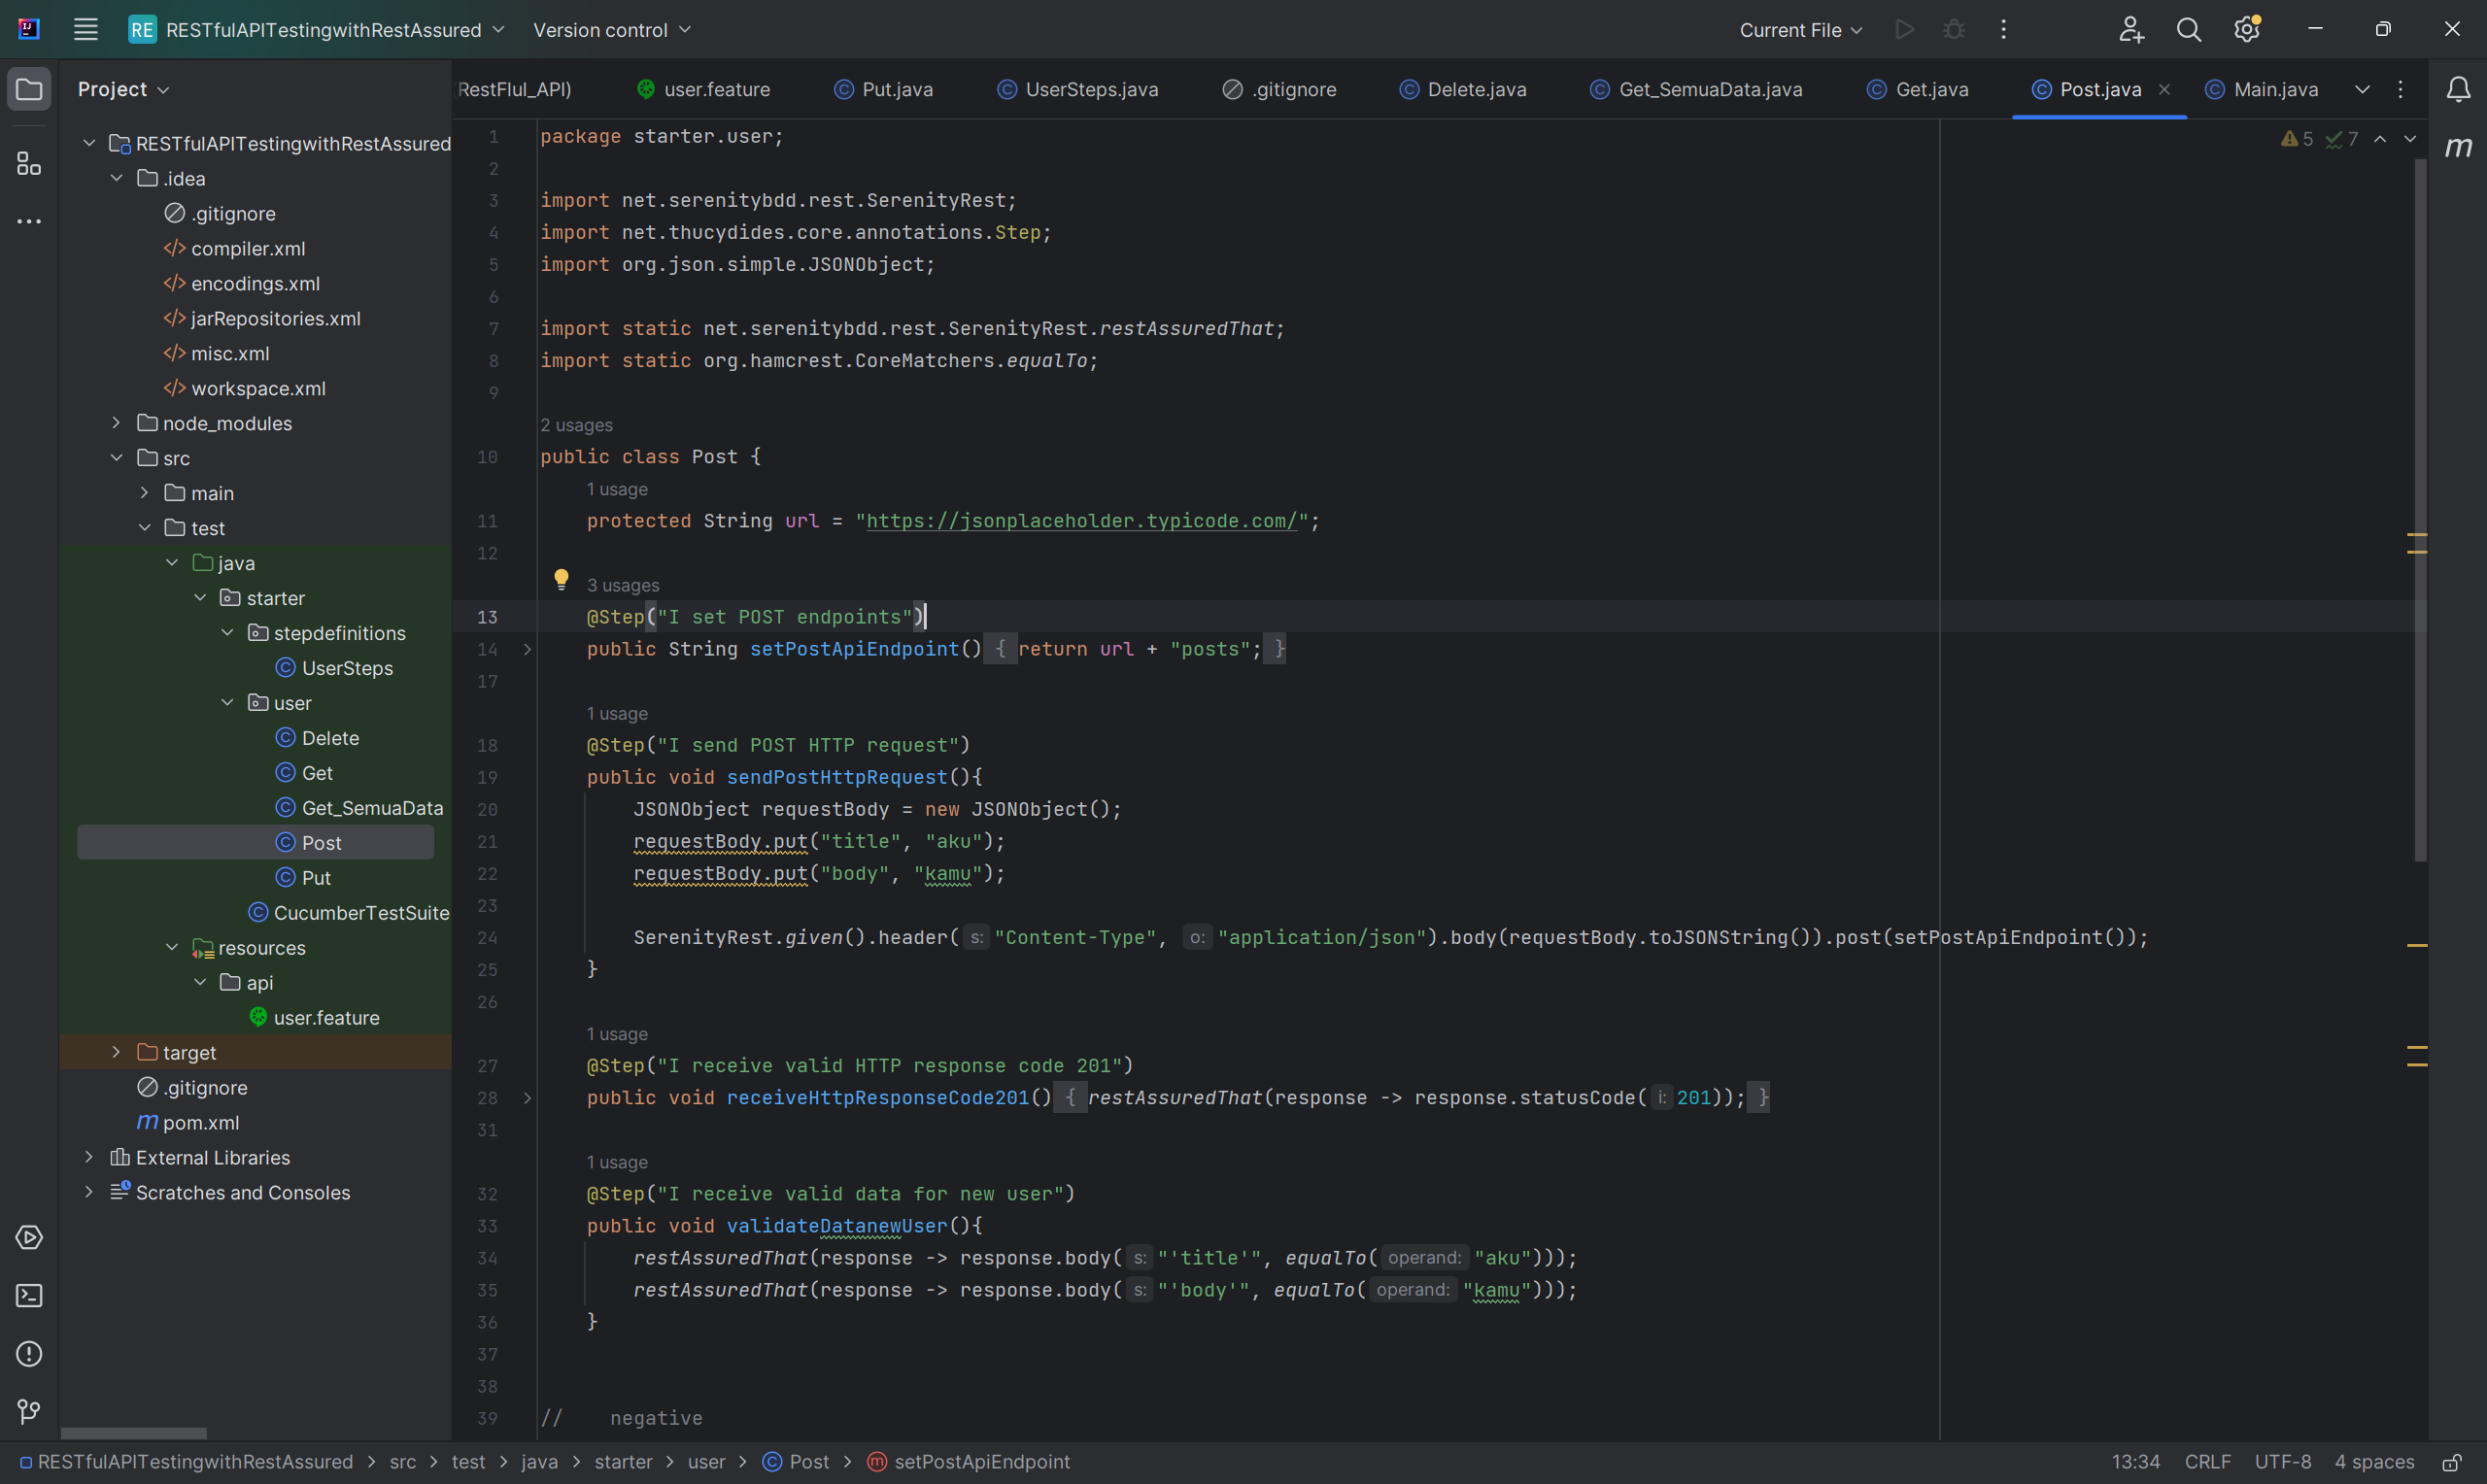 RE RESTfulAPITestingwithRestAssured Version control Current File
Project
RestFlul_API) user.feature Put.java UserSteps.java .gitignore Delete.java Get_SemuaData.java Get.java Post.java Main.java
RESTfulAPITestingwithRestAssured
.idea
.gitignore
compiler.xml
encodings.xml
jarRepositories.xml
misc.xml
workspace.xml
node_modules
src
main
test
java
starter
stepdefinitions
UserSteps
user
Delete
Get
Get_SemuaData
Post
Put
CucumberTestSuite
resources
api
user.feature
target
.gitignore
m pom.xml
External Libraries
Scratches and Consoles
5 7
m
1 package starter.user;
2
3 import net.serenitybdd.rest.SerenityRest;
4 import net.thucydides.core.annotations.Step;
5 import org.json.simple.JSONObject;
6
7 import static net.serenitybdd.rest.SerenityRest.restAssuredThat;
8 import static org.hamcrest.CoreMatchers.equalTo;
9
2 usages
10 public class Post {
1 usage
11 protected String url = "https://jsonplaceholder.typicode.com/";
12
3 usages
13 @Step("I set POST endpoints")
14 public String setPostApiEndpoint() { return url + "posts"; }
17
1 usage
18 @Step("I send POST HTTP request")
19 public void sendPostHttpRequest(){
20 JSONObject requestBody = new JSONObject();
21 requestBody.put("title", "aku");
22 requestBody.put("body", "kamu");
23
24 SerenityRest.given().header( s: "Content-Type", o: "application/json").body(requestBody.toJSONString()).post(setPostApiEndpoint());
25 }
26
1 usage
27 @Step("I receive valid HTTP response code 201")
28 public void receiveHttpResponseCode201() { restAssuredThat(response -> response.statusCode( i: 201)); }
31
1 usage
32 @Step("I receive valid data for new user")
33 public void validateDatanewUser(){
34 restAssuredThat(response -> response.body( s: "'title'", equalTo( operand: "aku")));
35 restAssuredThat(response -> response.body( s: "'body'", equalTo( operand: "kamu")));
36 }
37
38
39 // negative
RESTfulAPITestingwithRestAssured > src > test > java > starter > user > Post > setPostApiEndpoint 13:34 CRLF UTF-8 4 spaces